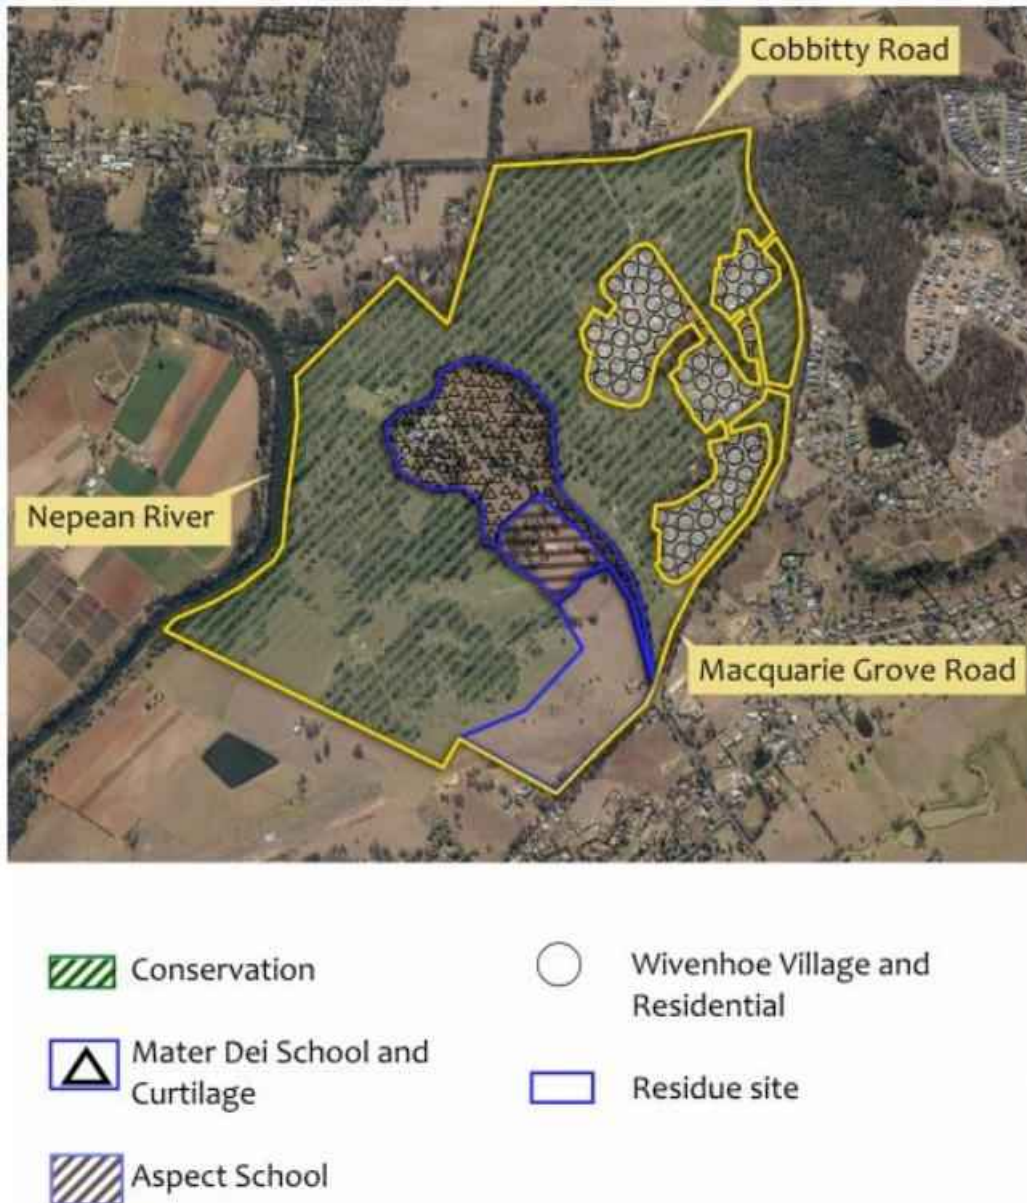 Cobbitty Road
Nepean River
Macquarie Grove Road
Conservation
Wivenhoe Village and
Residential
Mater Dei School and
Curtilage
Residue site
Aspect School